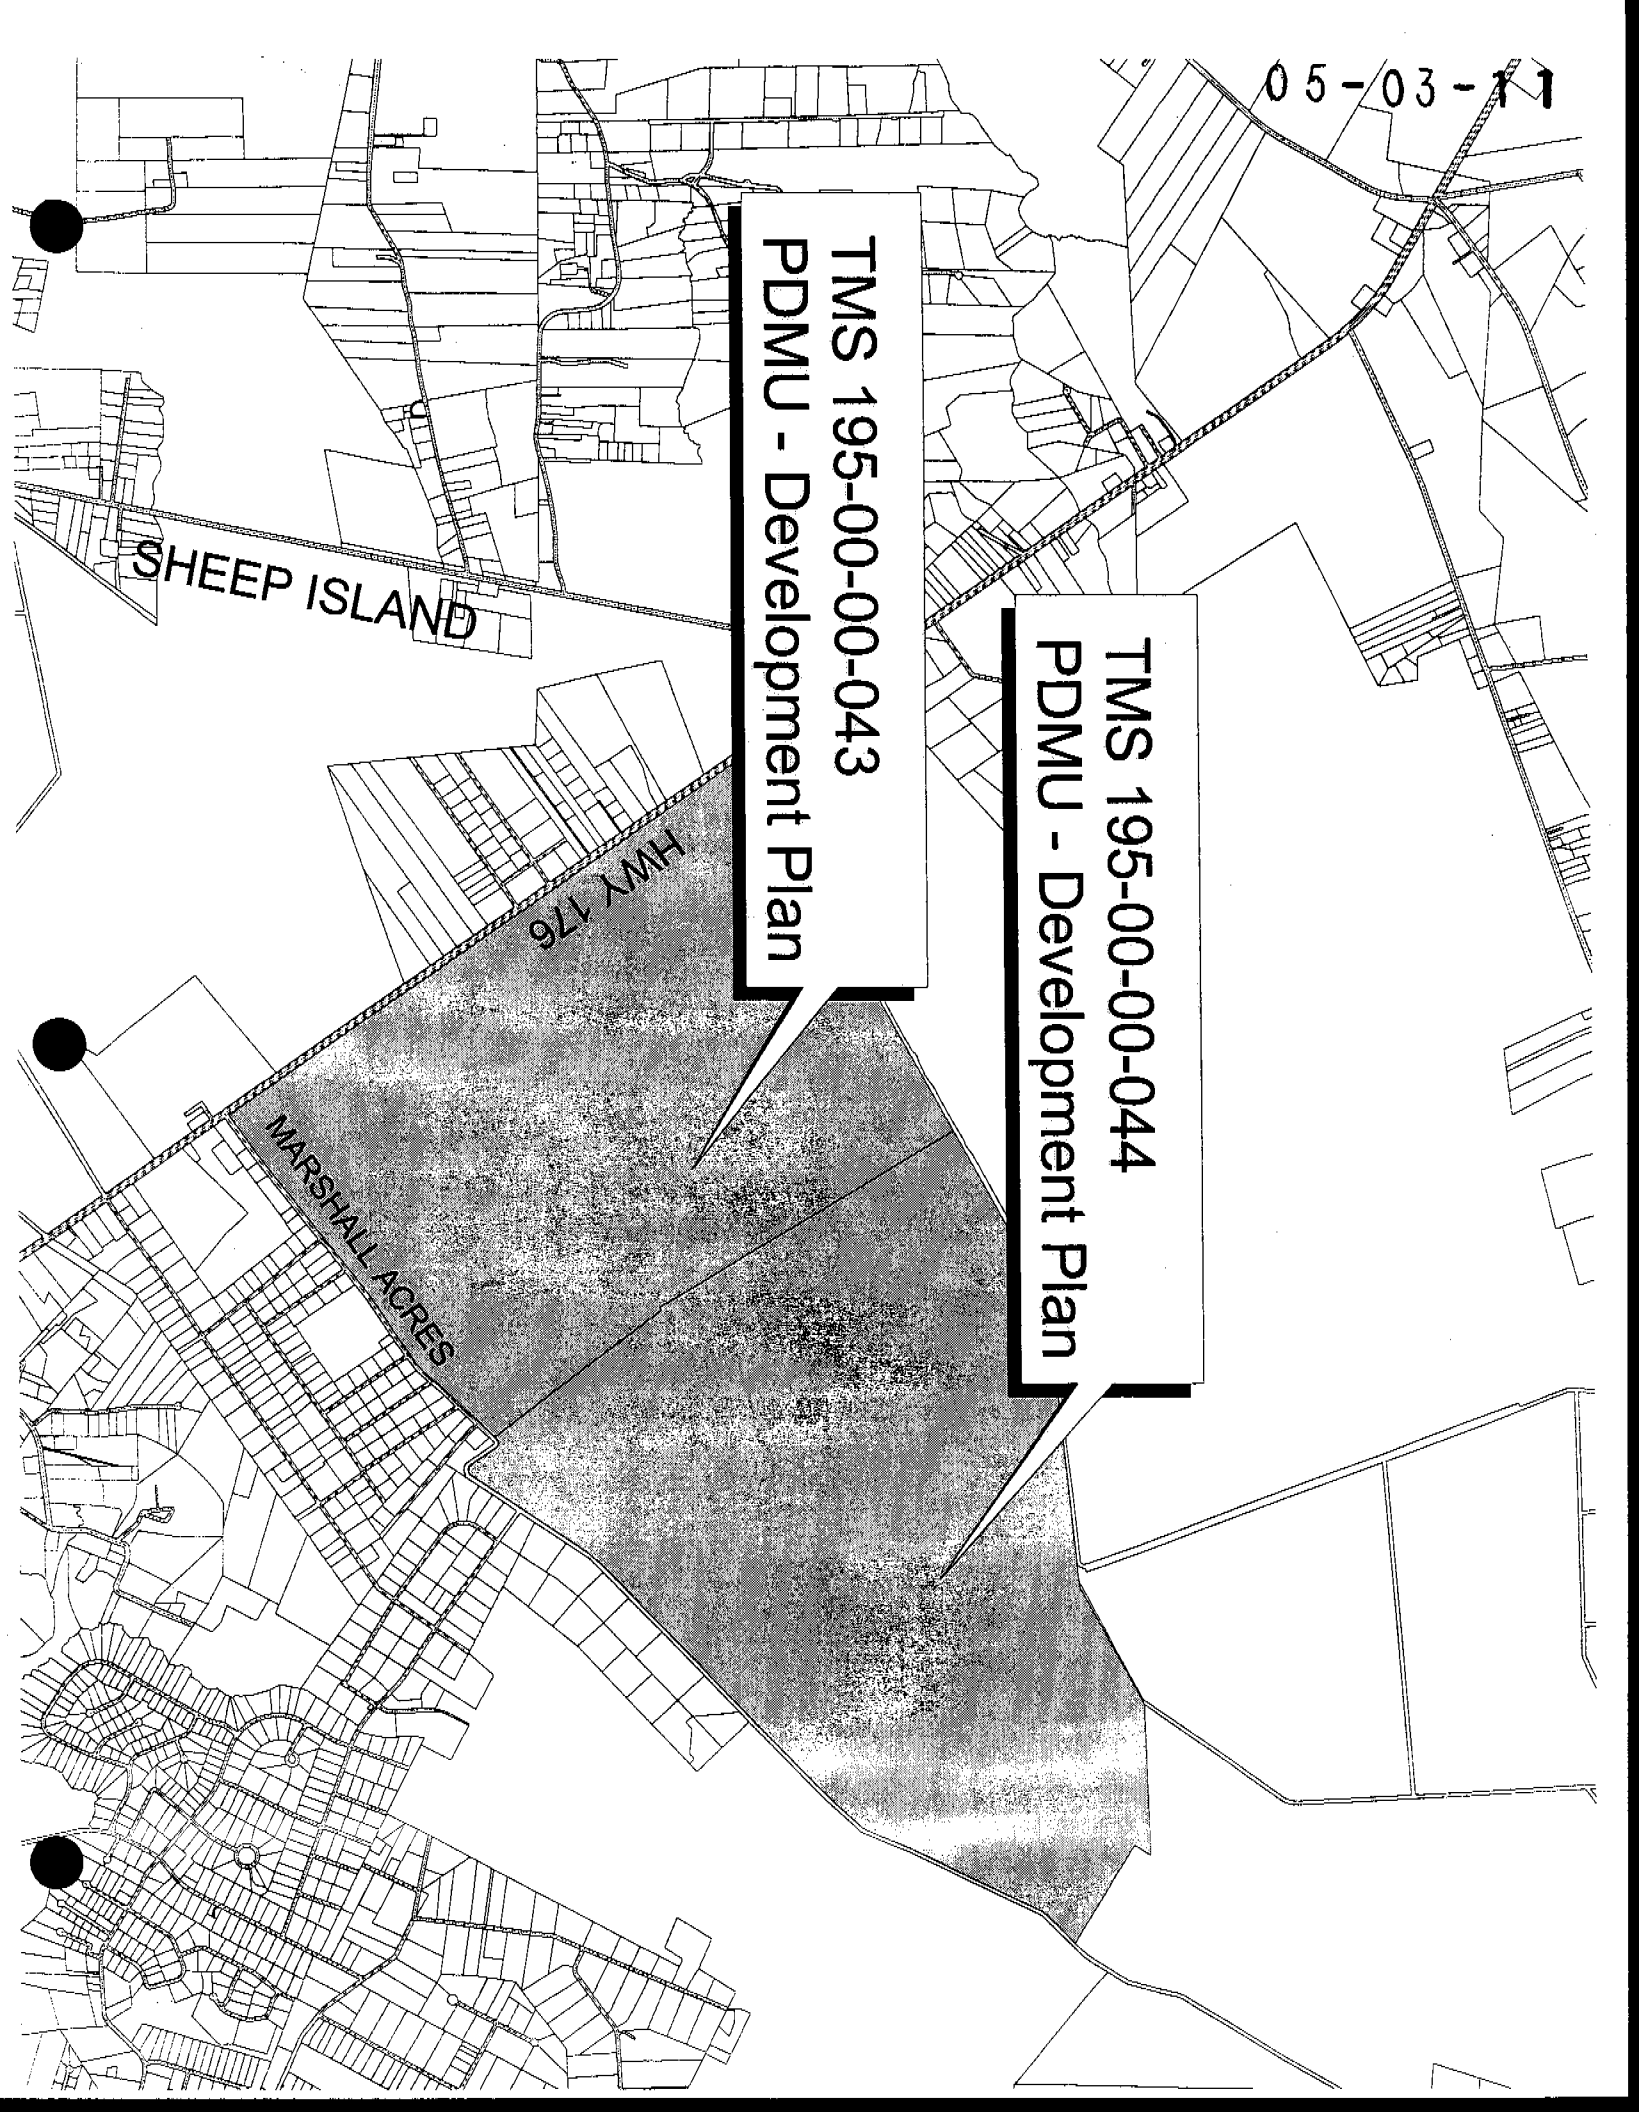 05-03-11
TMS 195-00-00-043
PDMU - Development Plan
TMS 195-00-00-044
PDMU - Development Plan
SHEEP ISLAND
HWY 176
MARSHALL ACRES